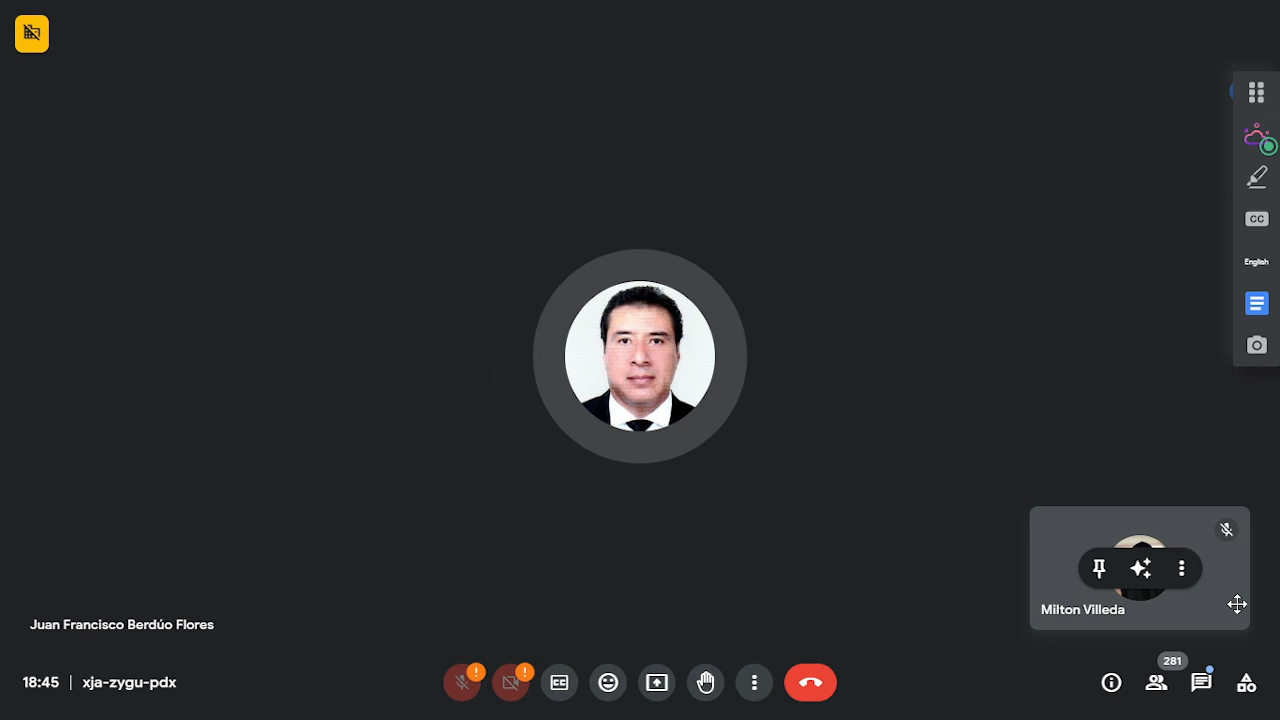 CC
English
Milton Villeda
Juan Francisco Berdúo Flores
281
18:45 | xja-zygu-pdx
! !